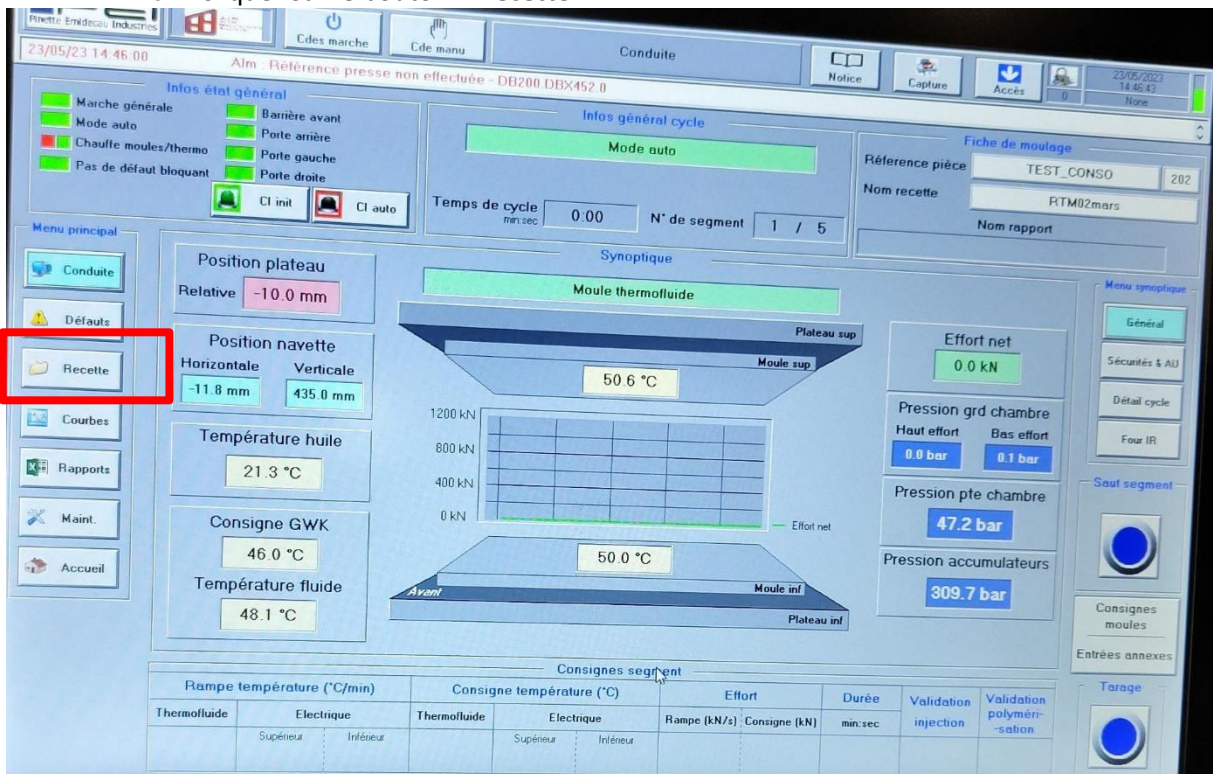 Pinette Emidecau Industries
Cdes marche
Cde manu
Conduite
Notice
Capture
Accès
0
23/05/2023
14:46:43
None
23/05/23 14:46:00
Alm : Référence presse non effectuée - DB200.DBX452.0
Infos état général
Marche générale
Mode auto
Chauffe moules/thermo
Pas de défaut bloquant
Barrière avant
Porte arrière
Porte gauche
Porte droite
CI init
CI auto
Infos général cycle
Mode auto
Temps de cycle
min:sec
0:00
N° de segment
1 / 5
Fiche de moulage
Réference pièce
TEST_CONSO
202
Nom recette
RTM02mars
Nom rapport
Menu principal
Conduite
Défauts
Recette
Courbes
Rapports
Maint.
Accueil
Position plateau
Relative
-10.0 mm
Position navette
Horizontale
Verticale
-11.8 mm
435.0 mm
Température huile
21.3 °C
Consigne GWK
46.0 °C
Température fluide
48.1 °C
Synoptique
Moule thermofluide
Plateau sup
Moule sup
50.6 °C
1200 kN
800 kN
400 kN
0 kN
Effort net
50.0 °C
Avant
Moule inf
Plateau inf
Effort net
0.0 kN
Pression grd chambre
Haut effort
Bas effort
0.0 bar
0.1 bar
Pression pte chambre
47.2 bar
Pression accumulateurs
309.7 bar
Menu synoptique
Général
Sécurités & AU
Détail cycle
Four IR
Saut segment
Consignes moules
Entrées annexes
Tarage
Consignes segment
Rampe température (°C/min)
Consigne température (°C)
Effort
Durée
Validation injection
Validation polyméri-
-sation
Thermofluide
Electrique
Thermofluide
Electrique
Rampe (kN/s)
Consigne (kN)
min:sec
Supérieur
Inférieur
Supérieur
Inférieur